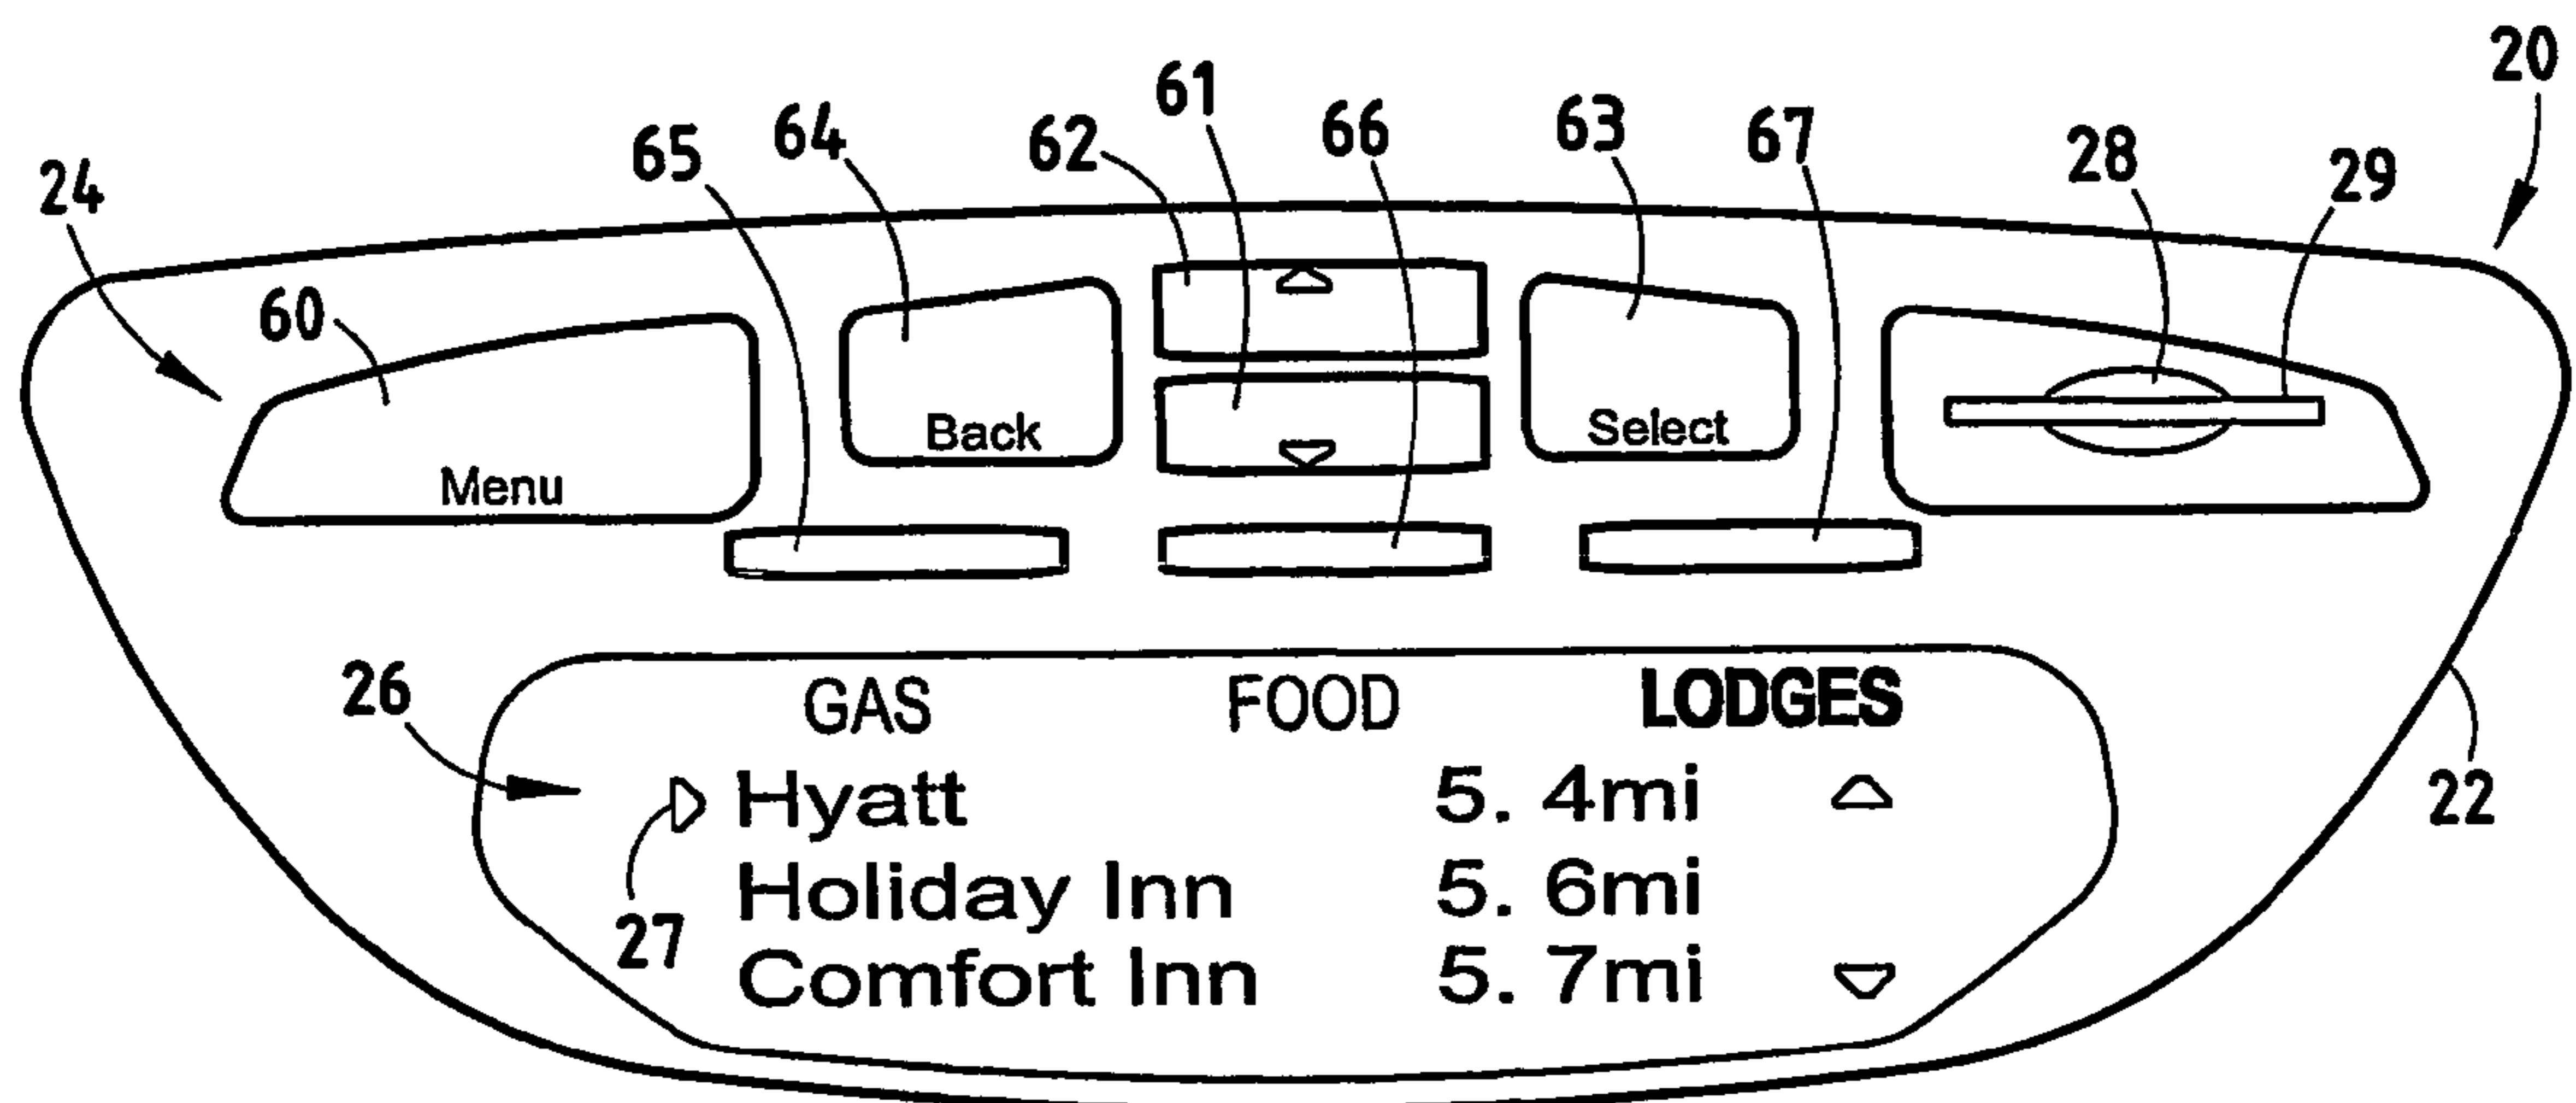 20
61
64 62 66 63 67
65 28 29
24
60
Back Select
Menu
26 GAS FOOD LODGES
Hyatt 5. 4mi
22
Holiday Inn 5. 6mi
27
Comfort Inn 5. 7mi